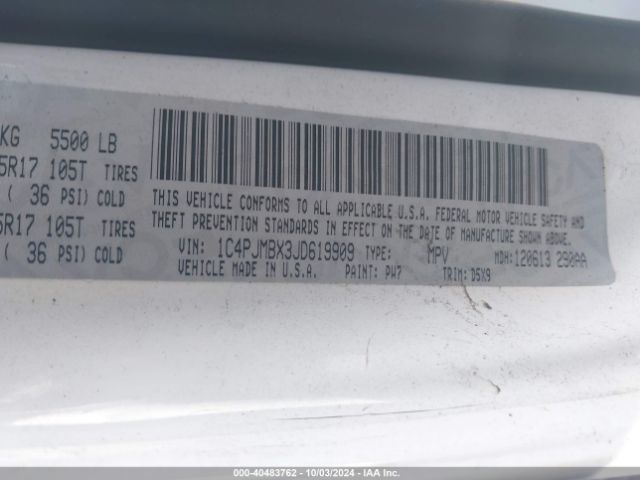 KG 5500 LB
5R17 105T TIRES
( 36 PSI) COLD
5R17 105T TIRES
( 36 PSI) COLD
THIS VEHICLE CONFORMS TO ALL APPLICABLE U.S.A. FEDERAL MOTOR VEHICLE SAFETY AND
THEFT PREVENTION STANDARDS IN EFFECT ON THE DATE OF MANUFACTURE SHOWN ABOVE.
VIN: 1C4PJMBX3JD619909 TYPE: MPV MDH: 120613 290AA
VEHICLE MADE IN U.S.A. PAINT: PW7 TRIM: D5X9
000-40483762 - 10/03/2024 - IAA Inc.